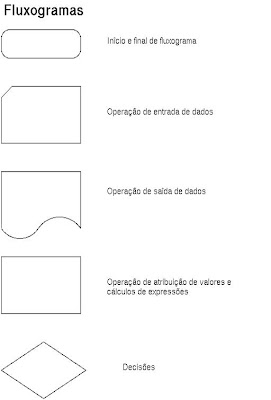 Fluxogramas
Início e final de fluxograma
Operação de entrada de dados
Operação de saída de dados
Operação de atribuição de valores e
cálculos de expressões
Decisões